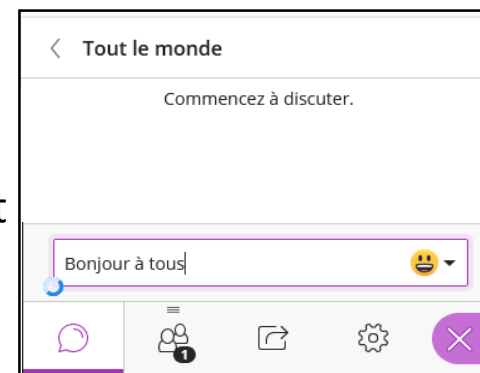 Tout le monde
Commencez à discuter.
t
Bonjour à tous
1